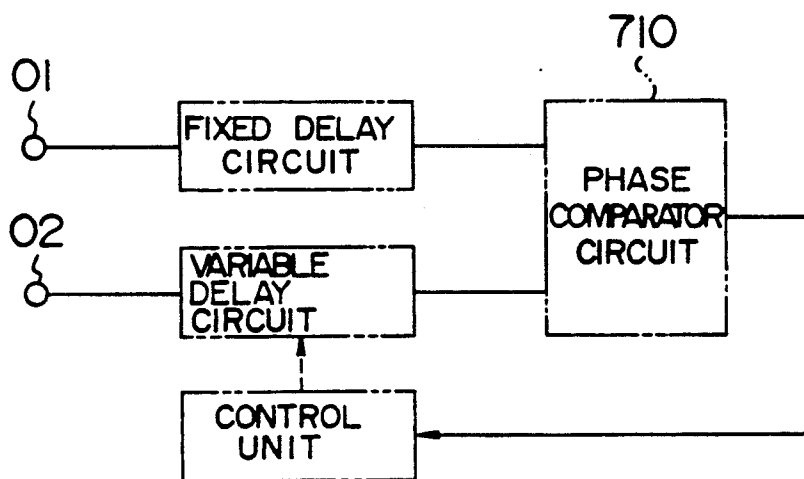 710
01
FIXED DELAY
CIRCUIT
PHASE
COMPARATOR
CIRCUIT
02
VARIABLE
DELAY
CIRCUIT
CONTROL
UNIT